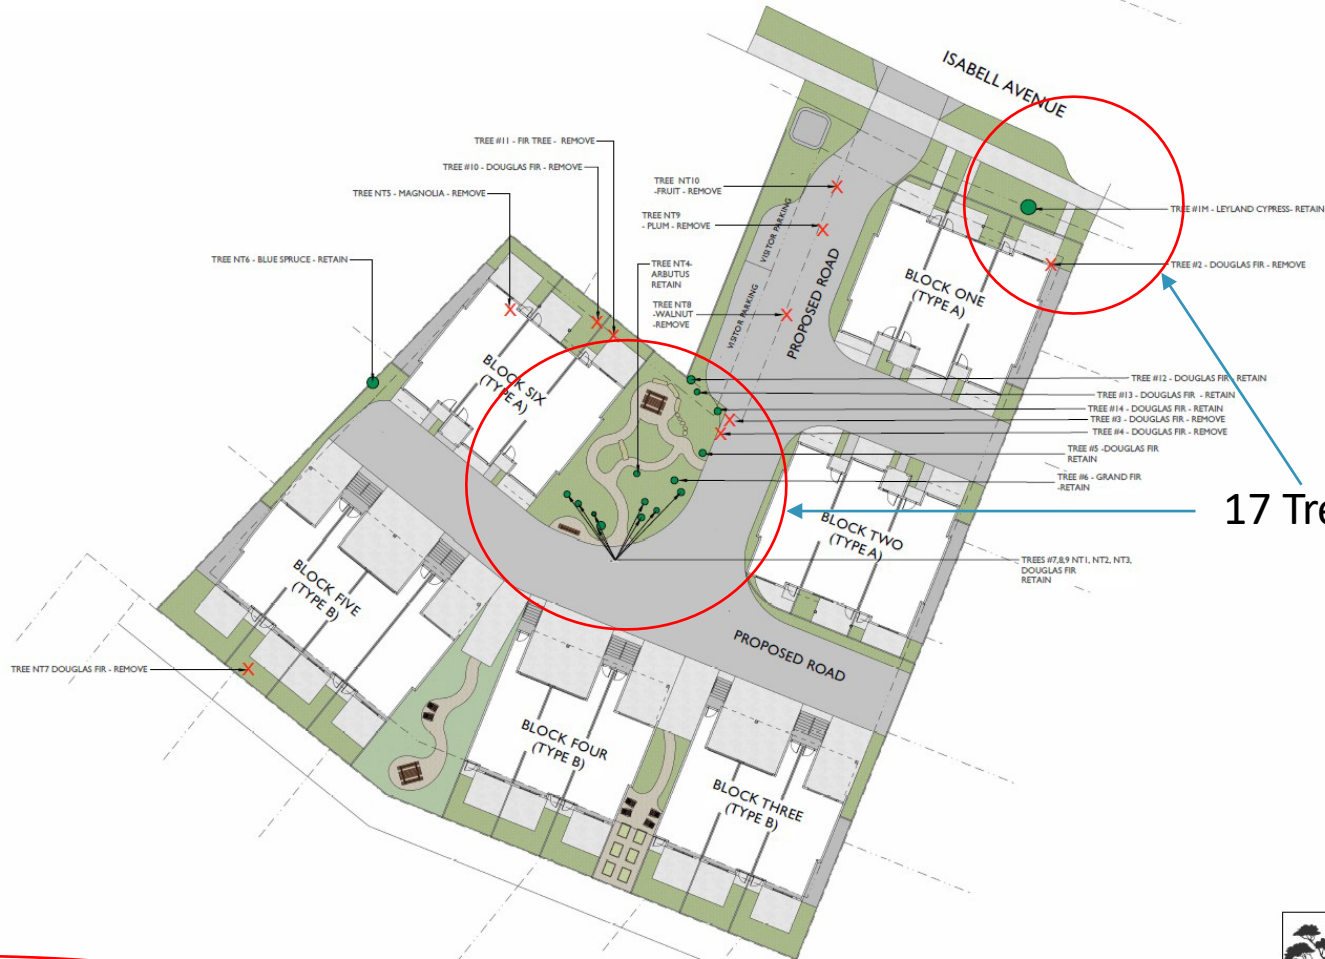 ISABELL AVENUE
TREE #11 - FIR TREE - REMOVE
TREE #10 - DOUGLAS FIR - REMOVE
TREE NT5 - MAGNOLIA - REMOVE
TREE NT6 - BLUE SPRUCE - RETAIN
TREE NT10
-FRUIT - REMOVE
TREE NT9
- PLUM - REMOVE
TREE NT4-
ARBUTUS
RETAIN
TREE NT8
-WALNUT
-REMOVE
VISITOR PARKING
VISITOR PARKING
PROPOSED ROAD
BLOCK ONE
(TYPE A)
TREE #1M - LEYLAND CYPRESS- RETAIN
TREE #2 - DOUGLAS FIR - REMOVE
BLOCK SIX
(TYPE A)
TREE #12 - DOUGLAS FIR - RETAIN
TREE #13 - DOUGLAS FIR - RETAIN
TREE #14 - DOUGLAS FIR - RETAIN
TREE #3 - DOUGLAS FIR - REMOVE
TREE #4 - DOUGLAS FIR - REMOVE
TREE #5 -DOUGLAS FIR
RETAIN
TREE #6 - GRAND FIR
-RETAIN
17 Tre
BLOCK TWO
(TYPE A)
TREES #7,8,9 NT1, NT2, NT3,
DOUGLAS FIR
RETAIN
BLOCK FIVE
(TYPE B)
PROPOSED ROAD
TREE NT7 DOUGLAS FIR - REMOVE
BLOCK FOUR
(TYPE B)
BLOCK THREE
(TYPE B)